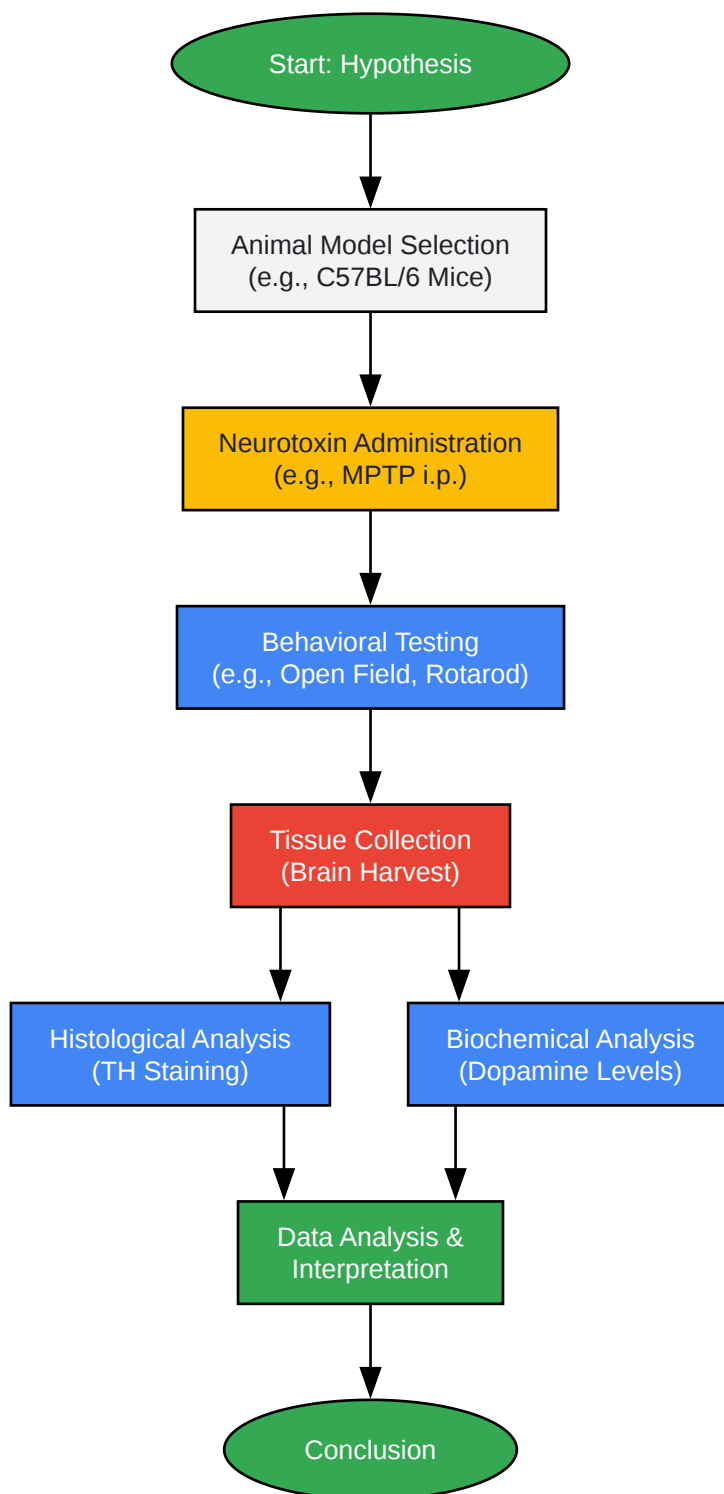 Start: Hypothesis
Animal Model Selection
(e.g., C57BL/6 Mice)
Neurotoxin Administration
(e.g., MPTP i.p.)
Behavioral Testing
(e.g., Open Field, Rotarod)
Tissue Collection
(Brain Harvest)
Histological Analysis
(TH Staining)
Biochemical Analysis
(Dopamine Levels)
Data Analysis &
Interpretation
Conclusion